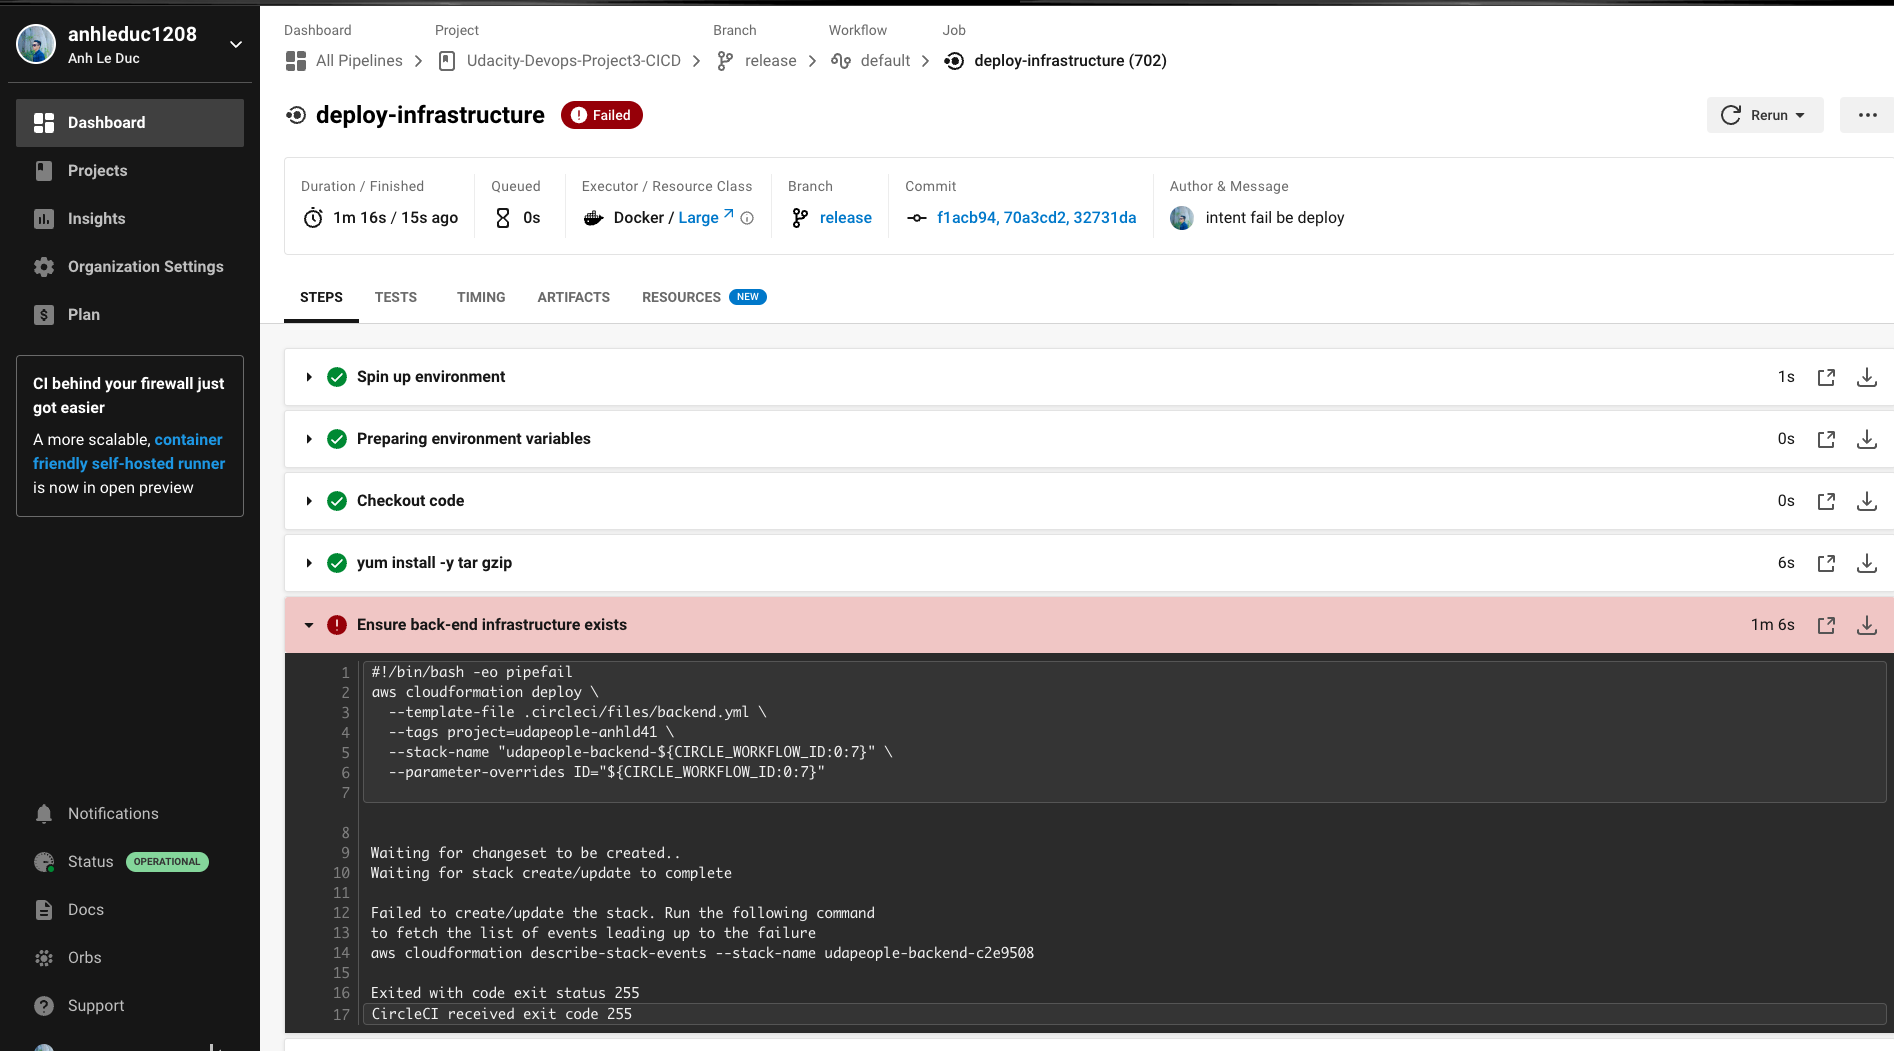 anhleduc1208
Anh Le Duc
Dashboard
Projects
Insights
Organization Settings
Plan
CI behind your firewall just
got easier
A more scalable, container
friendly self-hosted runner
is now in open preview
Notifications
Status OPERATIONAL
Docs
Orbs
Support
Dashboard Project Branch Workflow Job
All Pipelines Udacity-Devops-Project3-CICD release default deploy-infrastructure (702)
deploy-infrastructure Failed
Rerun
Duration / Finished Queued Executor / Resource Class Branch Commit Author & Message
1m 16s / 15s ago 0s Docker / Large release f1acb94, 70a3cd2, 32731da intent fail be deploy
STEPS TESTS TIMING ARTIFACTS RESOURCES NEW
Spin up environment 1s
Preparing environment variables 0s
Checkout code 0s
yum install -y tar gzip 6s
Ensure back-end infrastructure exists 1m 6s
1 #!/bin/bash -eo pipefail
2 aws cloudformation deploy \
3 --template-file .circleci/files/backend.yml \
4 --tags project=udapeople-anhld41 \
5 --stack-name "udapeople-backend-${CIRCLE_WORKFLOW_ID:0:7}" \
6 --parameter-overrides ID="${CIRCLE_WORKFLOW_ID:0:7}"
7
8
9 Waiting for changeset to be created..
10 Waiting for stack create/update to complete
11
12 Failed to create/update the stack. Run the following command
13 to fetch the list of events leading up to the failure
14 aws cloudformation describe-stack-events --stack-name udapeople-backend-c2e9508
15
16 Exited with code exit status 255
17 CircleCI received exit code 255